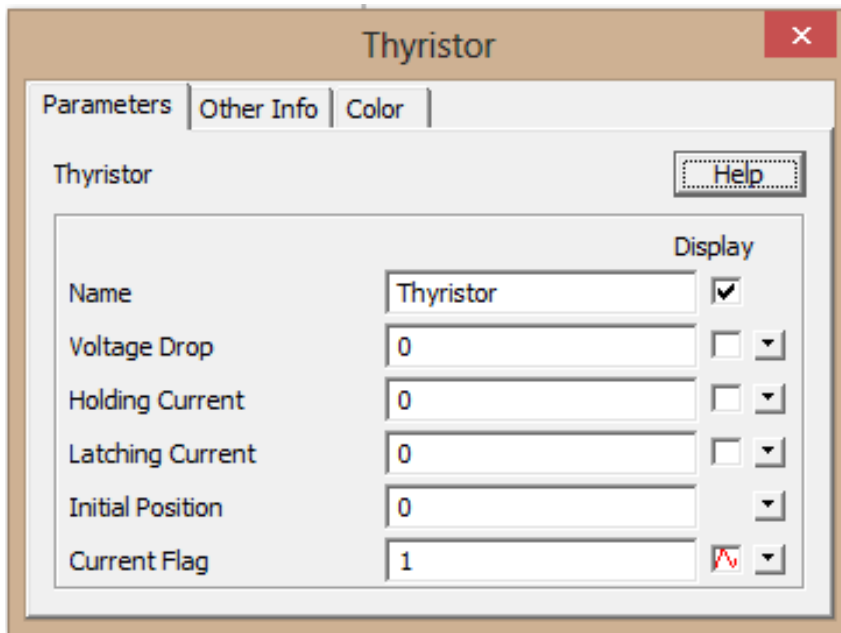 Thyristor
Parameters Other Info Color
Thyristor Help
Display
Name Thyristor
Voltage Drop 0
Holding Current 0
Latching Current 0
Initial Position 0
Current Flag 1